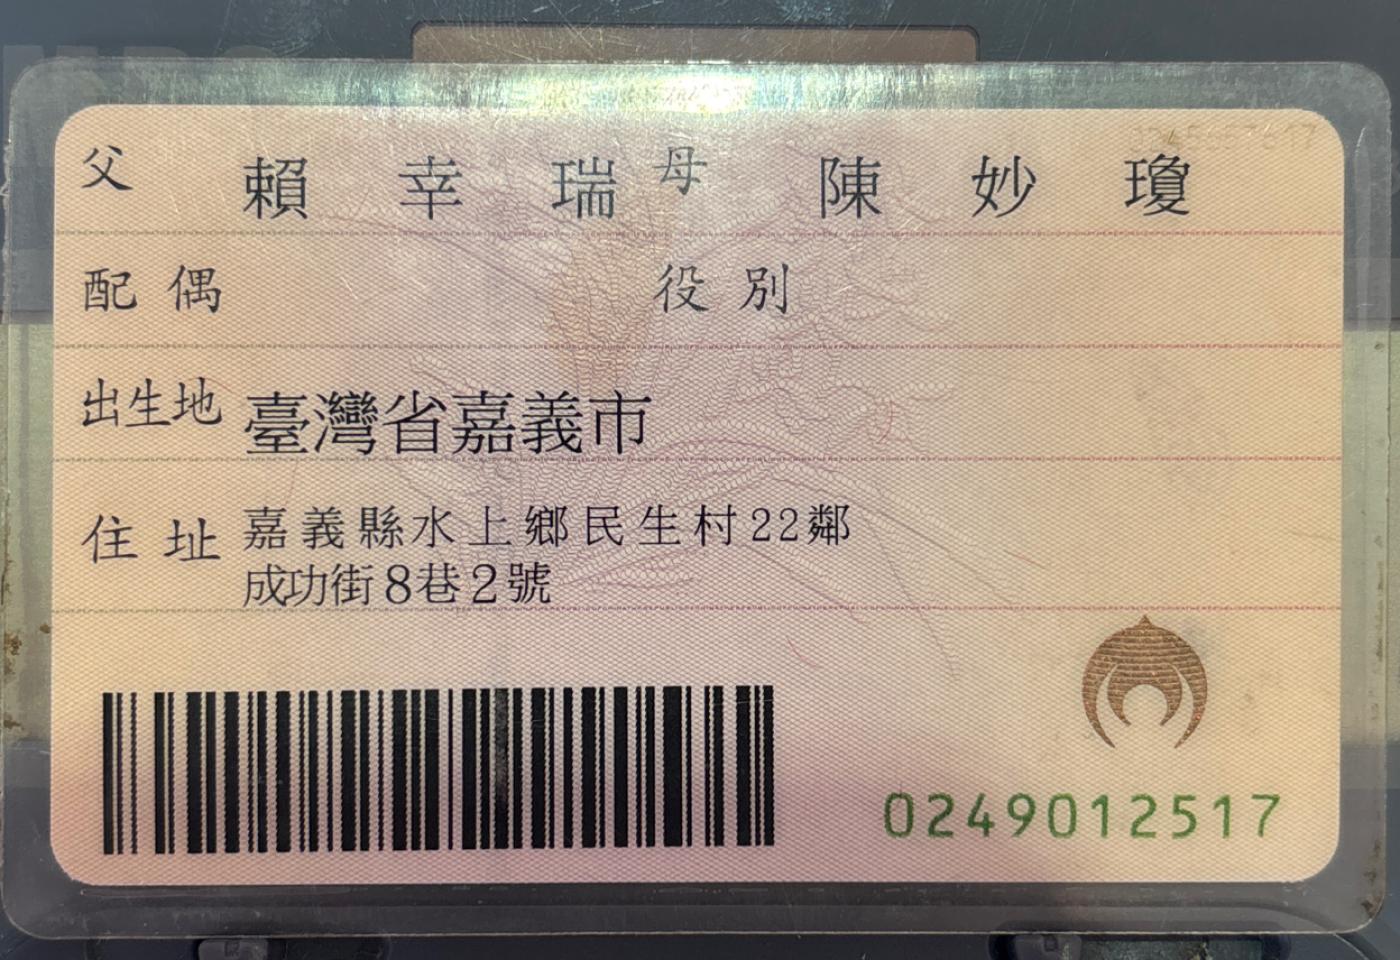 父 賴幸瑞 母 陳妙瓊
配偶 役別
出生地 臺灣省嘉義市
住址 嘉義縣水上鄉民生村22鄰
成功街8巷2號
0249012517